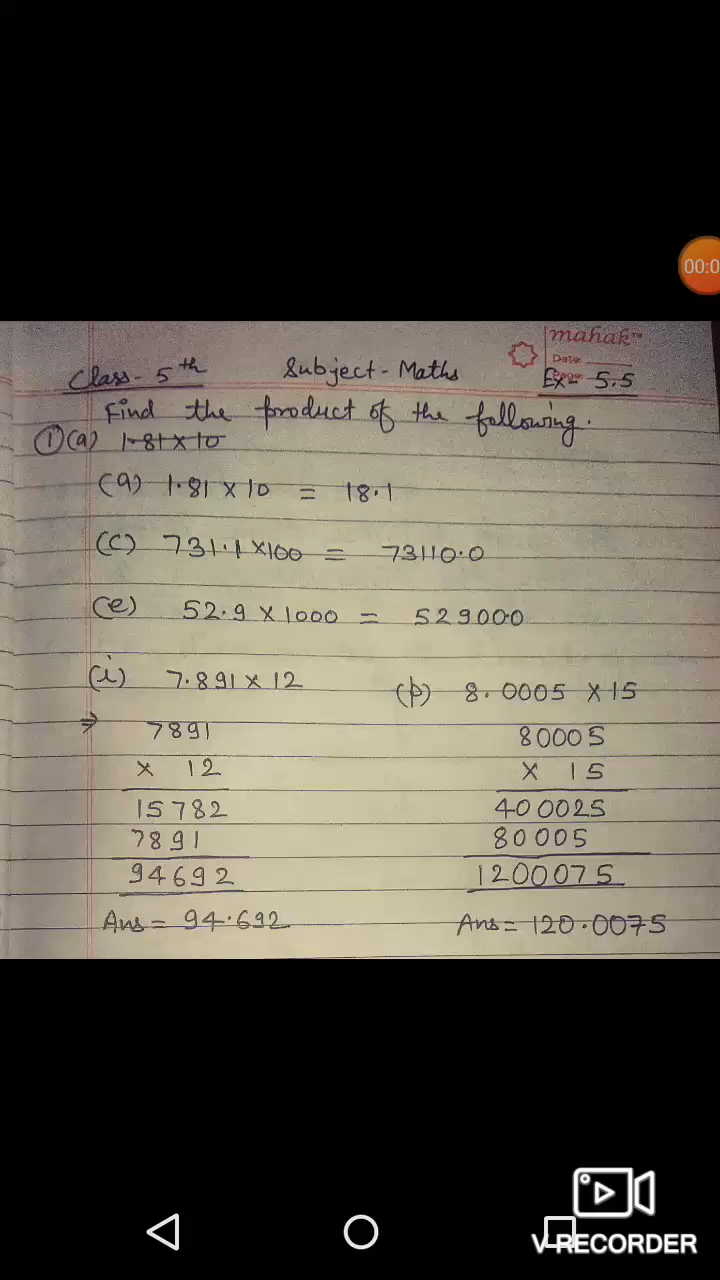 00:0
mahak™
Date:
Class - 5th Subject - Maths Ex - 5.5
Find the product of the following.
① (a) 1.81 x 10
(a) 1.81 x 10 = 18.1
(c) 731.1 x 100 = 73110.0
(e) 52.9 x 1000 = 52900.0
(i) 7.891 x 12
⇒ 7891
x 12
15782
7891
94692
Ans = 94.692
(p) 8.0005 x 15
80005
x 15
400025
80005
1200075
Ans = 120.0075
V RECORDER